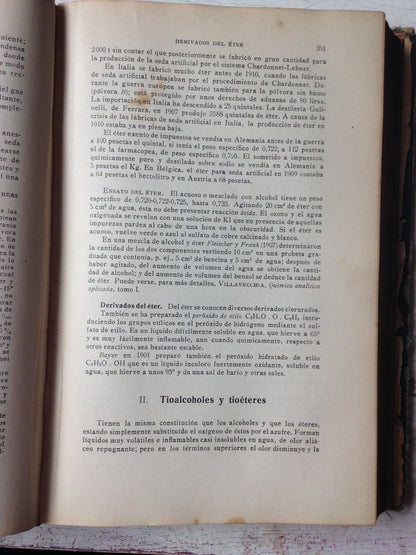 DERIVADOS DEL ÉTER 351
2000 t sin contar el que posteriormente se fabricó en gran cantidad para
la producción de la seda artificial por el sistema Chardonnet-Lehner.
En Italia se fabricó mucho éter antes de 1910, cuando las fábricas
de seda artificial trabajaban por el procedimiento de Chardonnet. Du-
rante la guerra europea se fabricó también para la pólvora sin humo
(pólvora B); está protegido por unos derechos de aduanas de 90 liras.
La importación en Italia ha descendido a 25 quintales. La destilería Gulli-
nelli, de Ferrara, en 1907 produjo 3588 quintales de éter. A causa de la
crisis de las fábricas de seda artificial en Italia, la producción de éter en
1910 estaba ya en plena baja.
El éter exento de impuestos se vendía en Alemania antes de la guerra
a 100 pesetas el quintal, si tenía el peso específico de 0,722, a 112 pesetas
el de la farmacopea, de peso específico de 0,720. El sometido a impuestos,
químicamente puro y destilado sobre sodio se vendía en Alemania a
5 pesetas el Kg. En Bélgica, el éter para seda artificial en 1909 costaba
a 64 pesetas el hectolitro y en Austria a 68 pesetas.
ENSAYO DEL ÉTER. El acuoso o mezclado con alcohol tiene un peso
específico de 0,720-0,722-0,725, hasta 0,733. Agitando 20 cm³ de éter con
5 cm³ de agua, ésta no debe presentar reacción ácida. El ozono y el agua
oxigenada se revelan con una solución de KI que en presencia de aquéllos
ha de ponerse parda al cabo de una hora en la obscuridad. Si el éter es
acuoso, vuelve verde o azul al sulfato de cobre calcinado y blanco.
En una mezcla de alcohol y éter Fleischer y Frank (1907) determinaron
la cantidad de los dos componentes vertiendo 10 cm³ en una probeta gra-
duada que contenía, p. ej., 5 cm³ de bencina y 5 cm³ de agua; después de
haber agitado, del aumento de volumen del agua se obtiene la canti-
dad de alcohol; y del aumento de volumen del benzol se deduce la cantidad
de éter. Puede verse, para más detalles, VILLAVECCHIA, Química analítica
aplicada, tomo I.
Derivados del éter. Del éter se conocen diversos derivados clorurados.
También se ha preparado el peróxido de etilo C₂H₅O . O . C₂H₅ intro-
duciendo los grupos etílicos en el peróxido de hidrógeno mediante el sul-
fato de etilo. Es un líquido difícilmente soluble en agua, que hierve a 65°
y es muy fácilmente inflamable, aun cuando químicamente, respecto a
otros reactivos, sea bastante estable.
Bayer en 1901 preparó también el peróxido hidratado de etilo
C₂H₅O . OH que es un líquido incoloro fuertemente oxidante, soluble en
agua, que hierve a unos 95° y da una sal de bario y otras sales.
II. Tioalcoholes y tioéteres
Tienen la misma constitución que los alcoholes y que los éteres,
estando simplemente substituído el oxígeno de éstos por el azufre. Forman
líquidos muy volátiles e inflamables casi insolubles en agua, de olor aliá-
ceo repugnante; pero en los términos superiores el olor disminuye y la